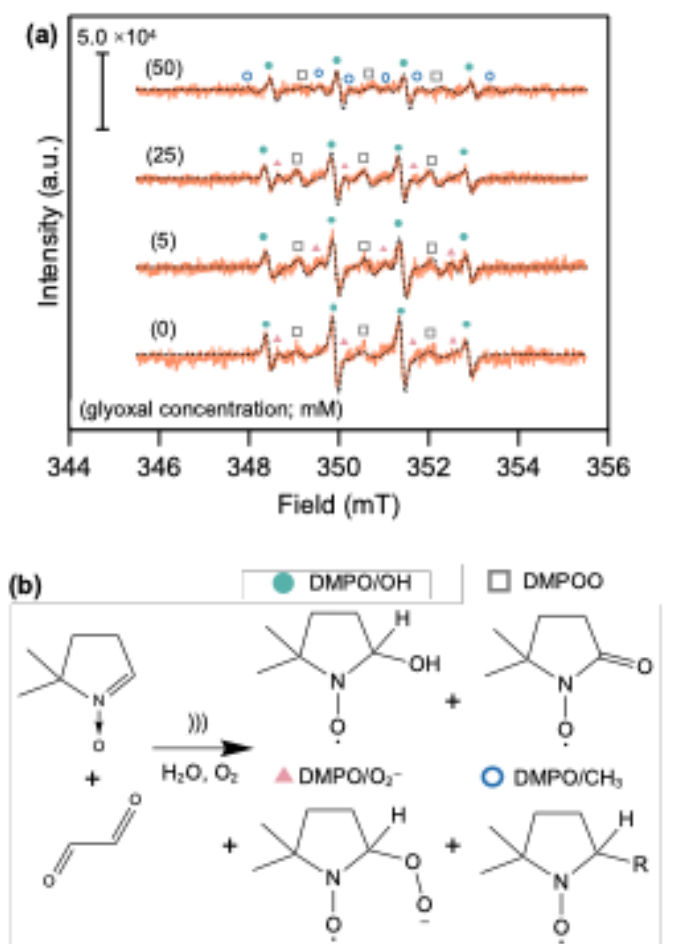 (a)
5.0 ×10⁴
(50)
(25)
(5)
(0)
(glyoxal concentration; mM)
Intensity (a.u.)
344 346 348 350 352 354 356
Field (mT)
(b)
DMPO/OH
DMPOO
H
OH
N
O
·
+
N
O
O
·
N
O
+
O
O
)))
H₂O, O₂
DMPO/O₂⁻
DMPO/CH₃
+
H
O
O
−
N
O
·
+
H
R
N
O
·